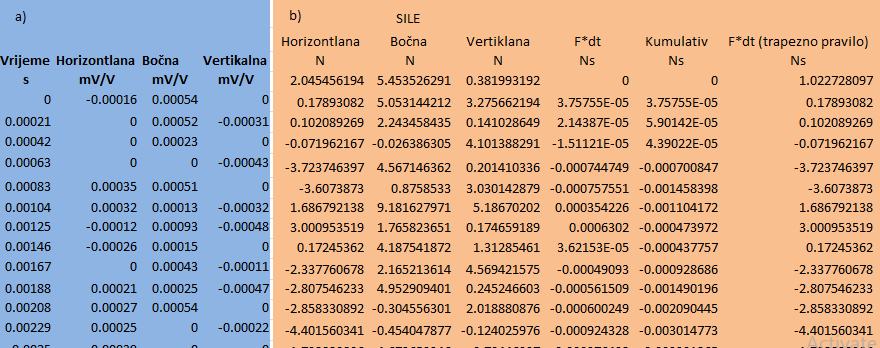 a)
Vrijeme Horizontlana Bočna Vertikalna
s mV/V mV/V mV/V
0 -0.00016 0.00054 0
0.00021 0 0.00052 -0.00031
0.00042 0 0.00023 0
0.00063 0 0 -0.00043
0.00083 0.00035 0.00051 0
0.00104 0.00032 0.00013 -0.00032
0.00125 -0.00012 0.00093 -0.00048
0.00146 -0.00026 0.00015 0
0.00167 0 0.00043 -0.00011
0.00188 0.00021 0.00025 -0.00047
0.00208 0.00027 0.00054 0
0.00229 0.00025 0 -0.00022
b) SILE
Horizontlana Bočna Vertiklana F*dt Kumulativ F*dt (trapezno pravilo)
N N N Ns Ns Ns
2.045456194 5.453526291 0.381993192 0 0 1.022728097
0.17893082 5.053144212 3.275662194 3.75755E-05 3.75755E-05 0.17893082
0.102089269 2.243458435 0.141028649 2.14387E-05 5.90142E-05 0.102089269
-0.071962167 -0.026386305 4.101388291 -1.51121E-05 4.39022E-05 -0.071962167
-3.723746397 4.567146362 0.201410336 -0.000744749 -0.000700847 -3.723746397
-3.6073873 0.8758533 3.030142879 -0.000757551 -0.001458398 -3.6073873
1.686792138 9.181627971 5.18670202 0.000354226 -0.001104172 1.686792138
3.000953519 1.765823651 0.174659189 0.0006302 -0.000473972 3.000953519
0.17245362 4.187541872 1.31285461 3.62153E-05 -0.000437757 0.17245362
-2.337760678 2.165213614 4.569421575 -0.00049093 -0.000928686 -2.337760678
-2.807546233 4.952909401 0.245246603 -0.000561509 -0.001490196 -2.807546233
-2.858330892 -0.304556301 2.018880876 -0.000600249 -0.002090445 -2.858330892
-4.401560341 -0.454047877 -0.124025976 -0.000924328 -0.003014773 -4.401560341
Activate